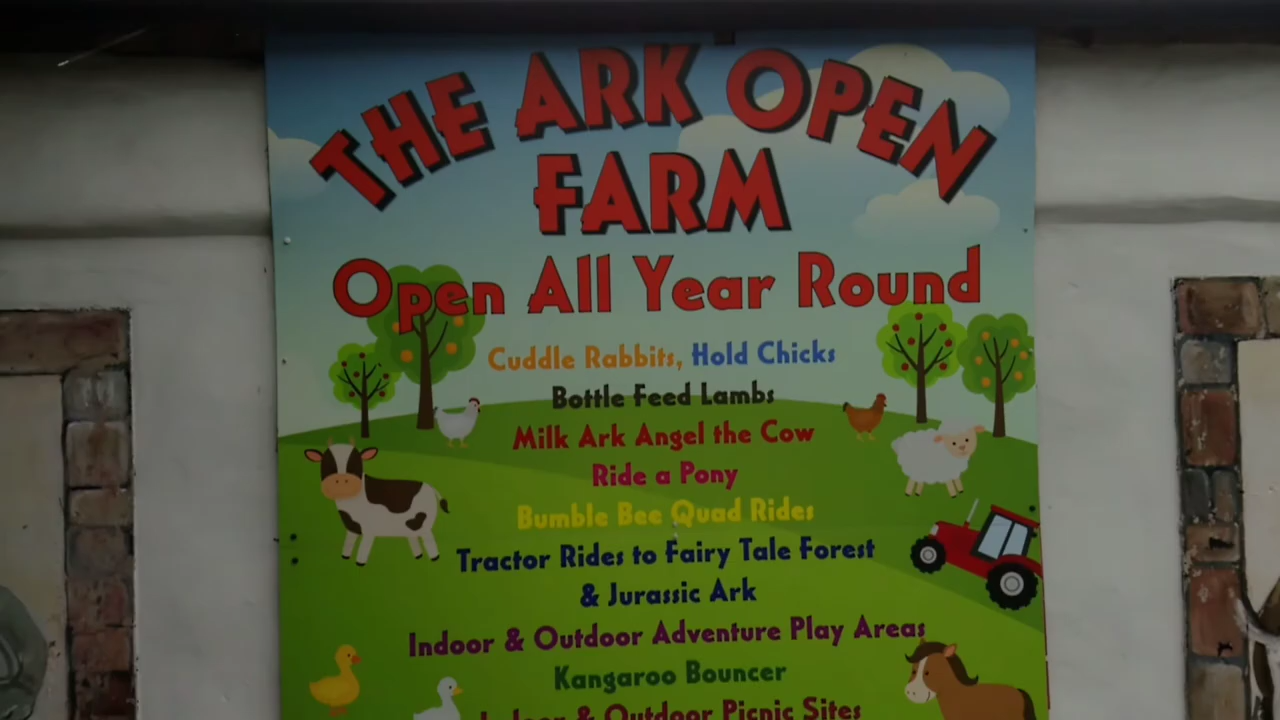 THE ARK OPEN
FARM
Open All Year Round
Cuddle Rabbits, Hold Chicks
Bottle Feed Lambs
Milk Ark Angel the Cow
Ride a Pony
Bumble Bee Quad Rides
Tractor Rides to Fairy Tale Forest
& Jurassic Ark
Indoor & Outdoor Adventure Play Areas
Kangaroo Bouncer
Indoor & Outdoor Picnic Sites